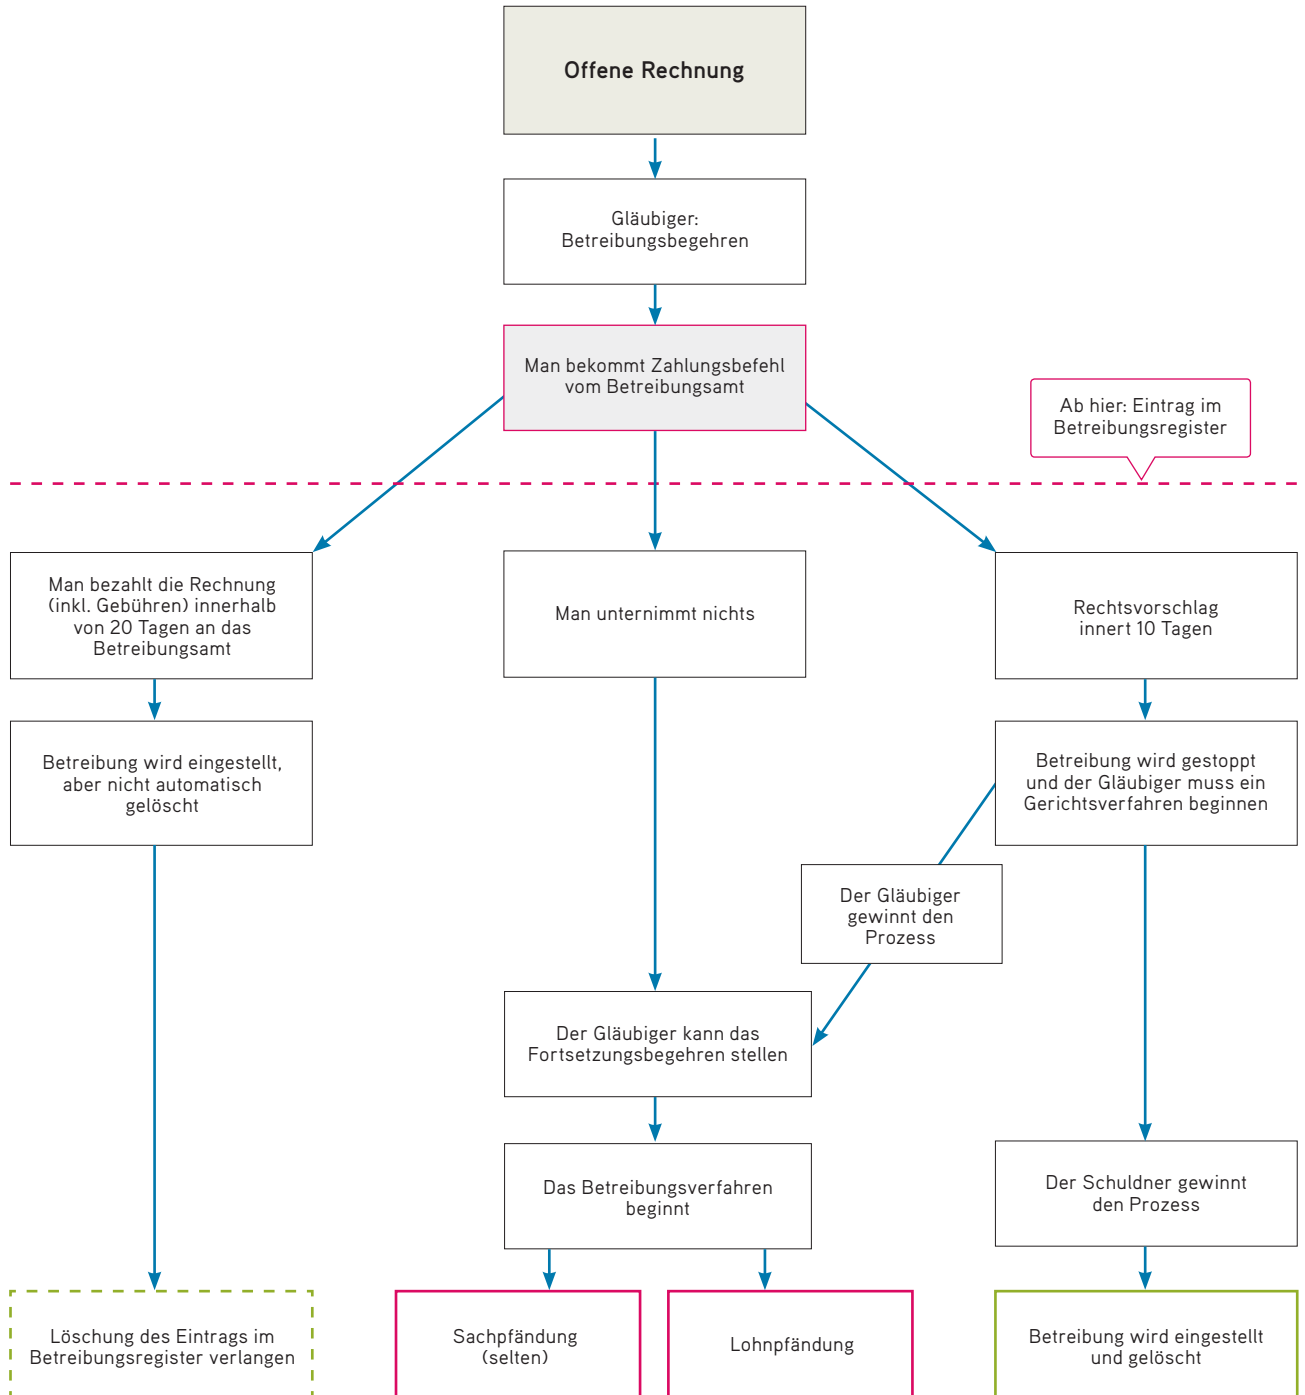 Offene Rechnung
Gläubiger:
Betreibungsbegehren
Man bekommt Zahlungsbefehl
vom Betreibungsamt
Ab hier: Eintrag im
Betreibungsregister
Man bezahlt die Rechnung
(inkl. Gebühren) innerhalb
von 20 Tagen an das
Betreibungsamt
Man unternimmt nichts
Rechtsvorschlag
innert 10 Tagen
Betreibung wird eingestellt,
aber nicht automatisch
gelöscht
Betreibung wird gestoppt
und der Gläubiger muss ein
Gerichtsverfahren beginnen
Der Gläubiger
gewinnt den
Prozess
Der Gläubiger kann das
Fortsetzungsbegehren stellen
Das Betreibungsverfahren
beginnt
Der Schuldner gewinnt
den Prozess
Löschung des Eintrags im
Betreibungsregister verlangen
Sachpfändung
(selten)
Lohnpfändung
Betreibung wird eingestellt
und gelöscht